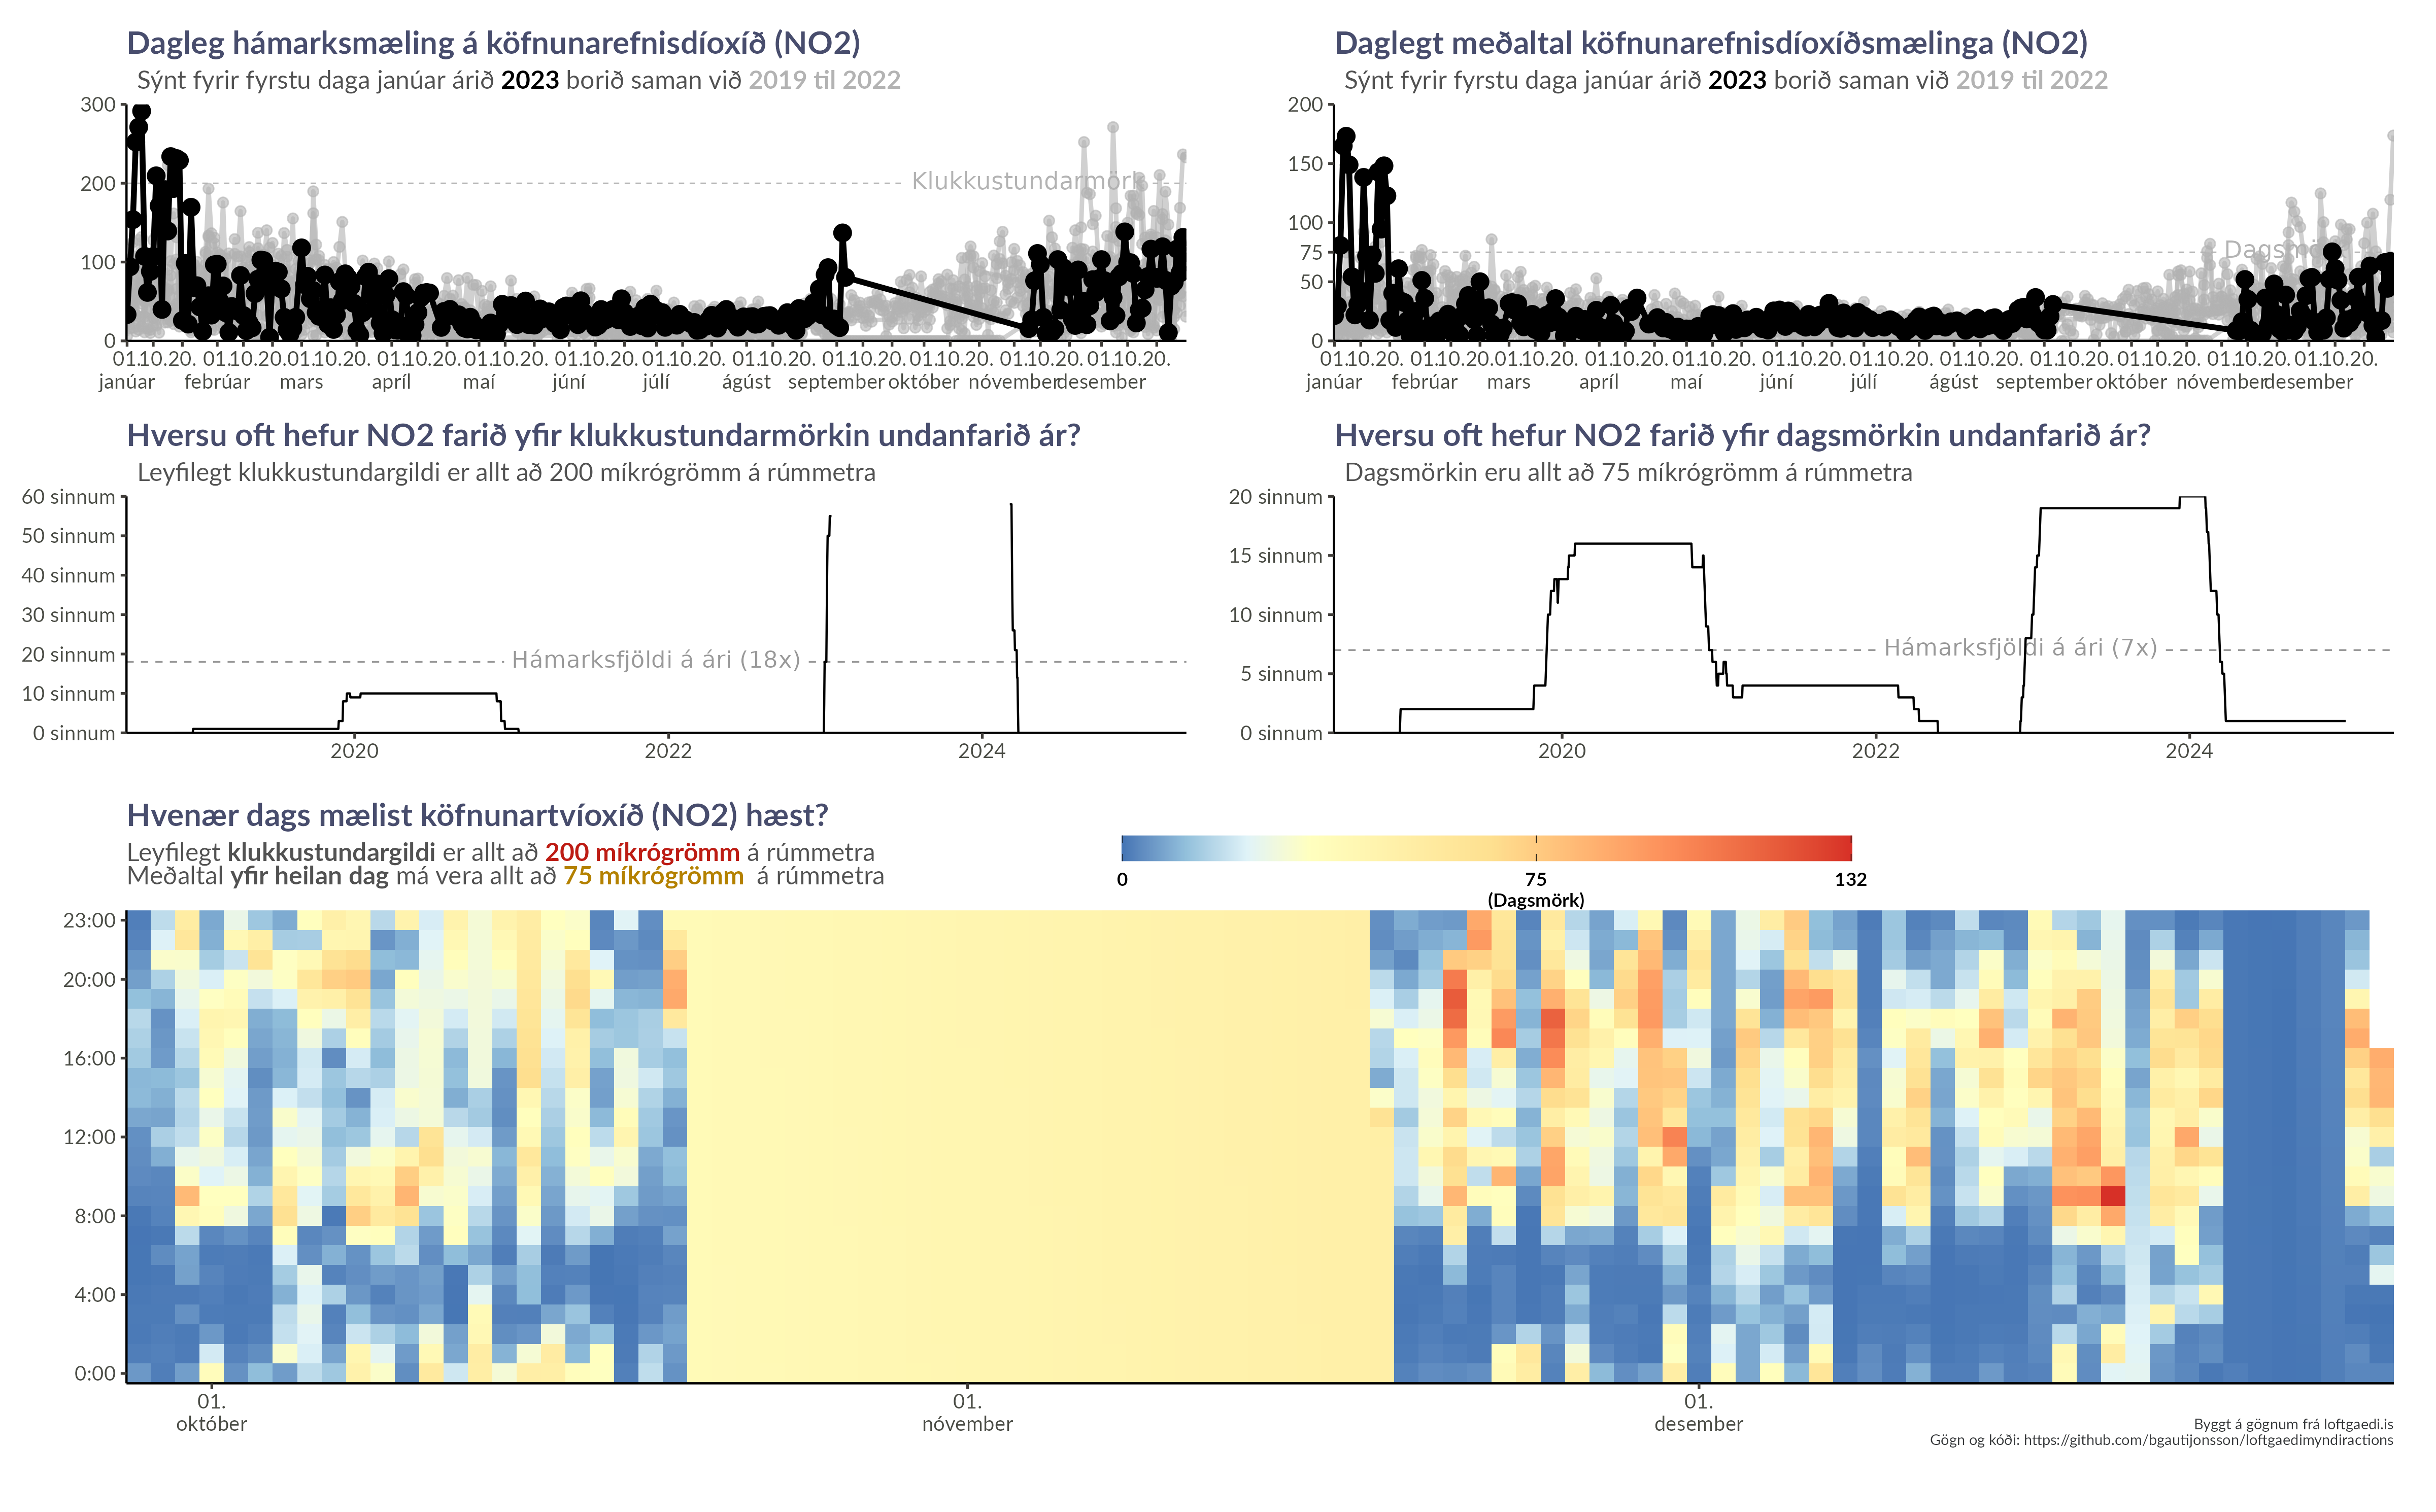 Dagleg hámarksmæling á köfnunarefnisdíoxíð (NO2)
Sýnt fyrir fyrstu daga janúar árið 2023 borið saman við 2019 til 2022
300
200
100
0
Klukkustundarmörk
01.10.20. 01.10.20. 01.10.20. 01.10.20. 01.10.20. 01.10.20. 01.10.20. 01.10.20. 01.10.20. 01.10.20. 01.10.20. 01.10.20.
janúar febrúar mars apríl maí júní júlí ágúst september október nóvember desember
Daglegt meðaltal köfnunarefnisdíoxíðsmælinga (NO2)
Sýnt fyrir fyrstu daga janúar árið 2023 borið saman við 2019 til 2022
200
150
100
75
50
0
01.10.20. 01.10.20. 01.10.20. 01.10.20. 01.10.20. 01.10.20. 01.10.20. 01.10.20. 01.10.20. 01.10.20. 01.10.20. 01.10.20.
janúar febrúar mars apríl maí júní júlí ágúst september október nóvember desember
Hversu oft hefur NO2 farið yfir klukkustundarmörkin undanfarið ár?
Leyfilegt klukkustundargildi er allt að 200 míkrógrömm á rúmmetra
60 sinnum
50 sinnum
40 sinnum
30 sinnum
20 sinnum
10 sinnum
0 sinnum
Hámarksfjöldi á ári (18x)
2020 2022 2024
Hversu oft hefur NO2 farið yfir dagsmörkin undanfarið ár?
Dagsmörkin eru allt að 75 míkrógrömm á rúmmetra
20 sinnum
15 sinnum
10 sinnum
5 sinnum
0 sinnum
Hámarksfjöldi á ári (7x)
2020 2022 2024
Hvenær dags mælist köfnunartvíoxíð (NO2) hæst?
Leyfilegt klukkustundargildi er allt að 200 míkrógrömm á rúmmetra
Meðaltal yfir heilan dag má vera allt að 75 míkrógrömm á rúmmetra
0 75 132
(Dagsmörk)
23:00
20:00
16:00
12:00
8:00
4:00
0:00
01. 01. 01.
október nóvember desember
Byggt á gögnum frá loftgaedi.is
Gögn og kóði: https://github.com/bgautijonsson/loftgaedimyndiractions